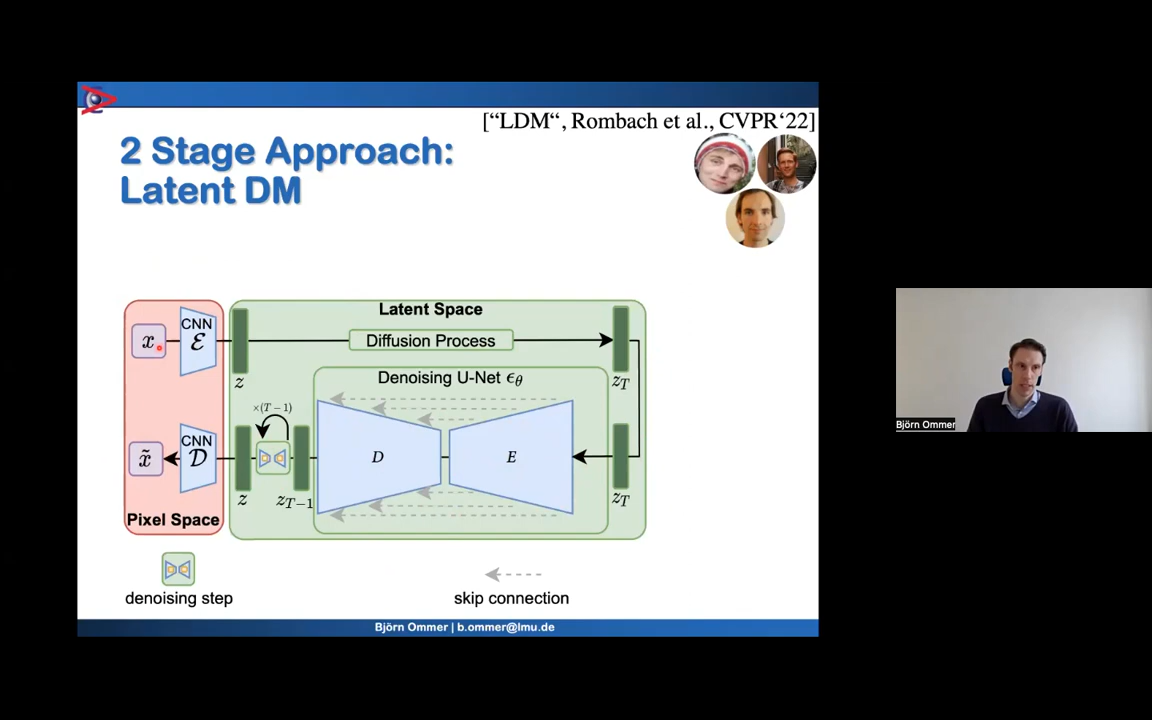 ["LDM", Rombach et al., CVPR'22]
2 Stage Approach:
Latent DM
Latent Space
CNN
x
ℰ
Diffusion Process
z
z_T
Denoising U-Net ϵ_θ
×(T−1)
CNN
x̃
𝒟
D
E
z
z_{T−1}
z_T
Pixel Space
denoising step
skip connection
Björn Ommer | b.ommer@lmu.de
Björn Ommer